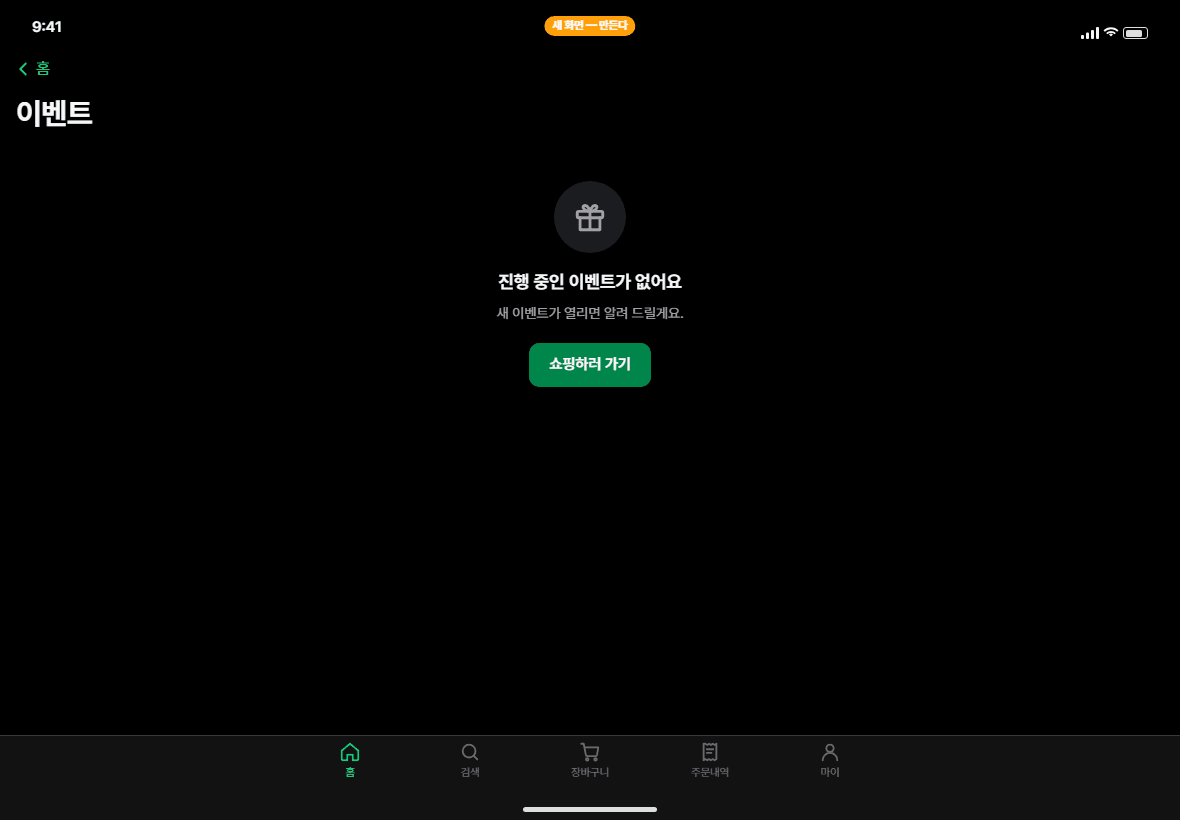 9:41
새 화면 — 만든다
홈
이벤트
진행 중인 이벤트가 없어요
새 이벤트가 열리면 알려 드릴게요.
쇼핑하러 가기
홈
검색
장바구니
주문내역
마이